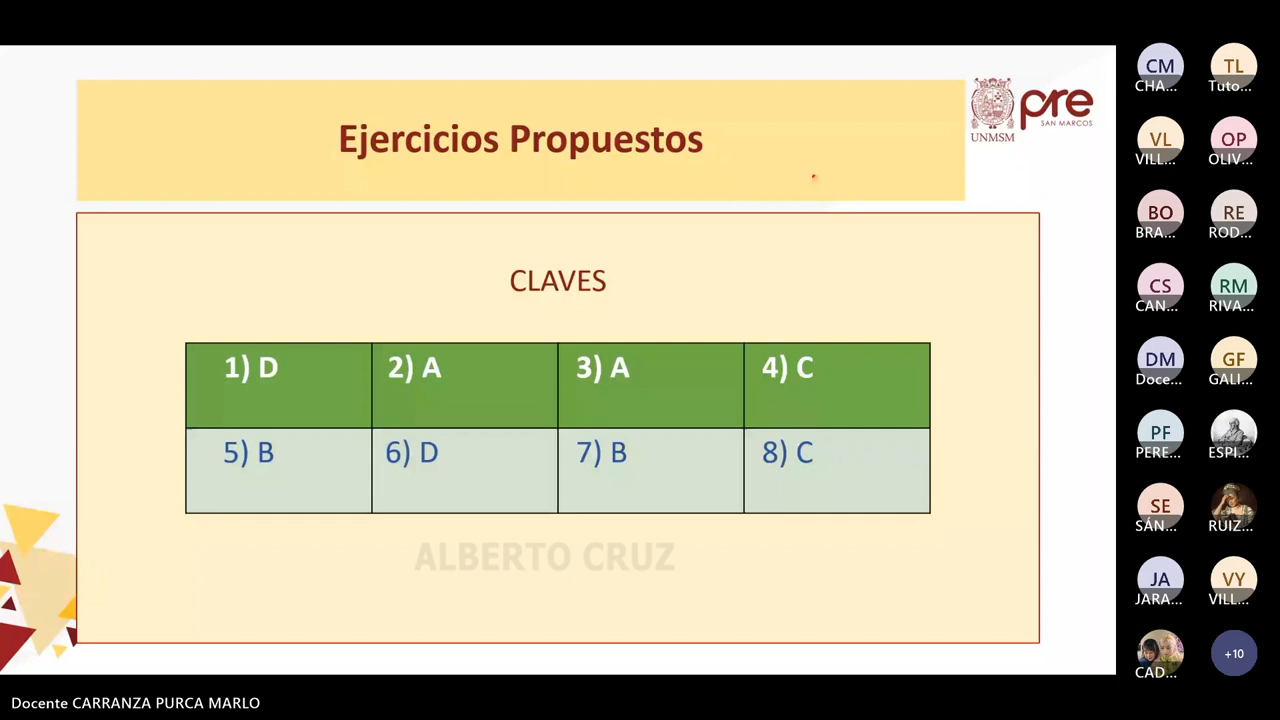 Ejercicios Propuestos
UNMSM
pre
SAN MARCOS
CLAVES
1) D 2) A 3) A 4) C
5) B 6) D 7) B 8) C
ALBERTO CRUZ
CM TL
CHA... Tuto...
VL OP
VILL... OLIV...
BO RE
BRA... ROD...
CS RM
CAN... RIVA...
DM GF
Doce... GALI...
PF
PERE... ESPI...
SE
SÁN... RUIZ...
JA VY
JARA... VILL...
CAD... +10
Docente CARRANZA PURCA MARLO